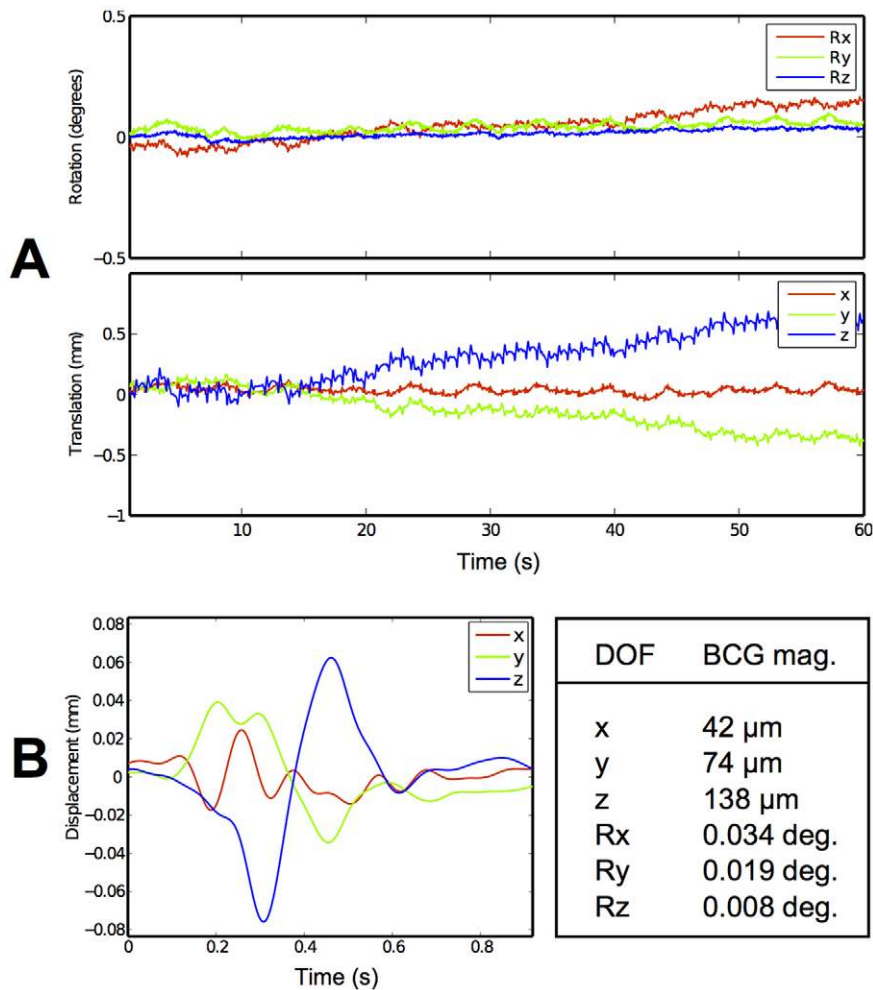 A
0.5
0
−0.5
Rotation (degrees)
Rx
Ry
Rz
0.5
0
−0.5
−1
Translation (mm)
x
y
z
10
20
30
40
50
60
Time (s)
B
0.08
0.06
0.04
0.02
0
−0.02
−0.04
−0.06
−0.08
Displacement (mm)
x
y
z
0
0.2
0.4
0.6
0.8
Time (s)
DOF BCG mag.
x 42 µm
y 74 µm
z 138 µm
Rx 0.034 deg.
Ry 0.019 deg.
Rz 0.008 deg.